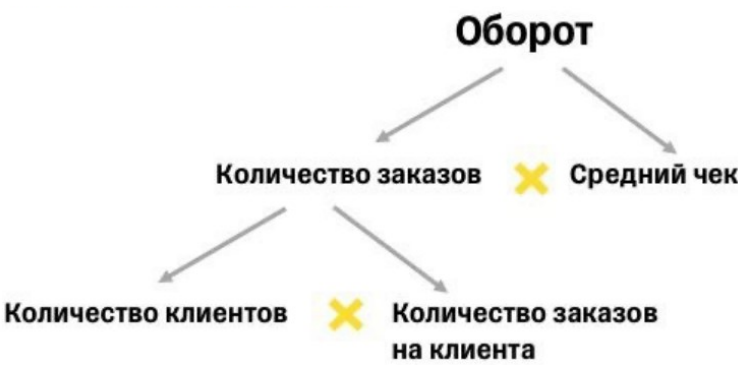 Оборот
Количество заказов
Средний чек
Количество клиентов
Количество заказов
на клиента